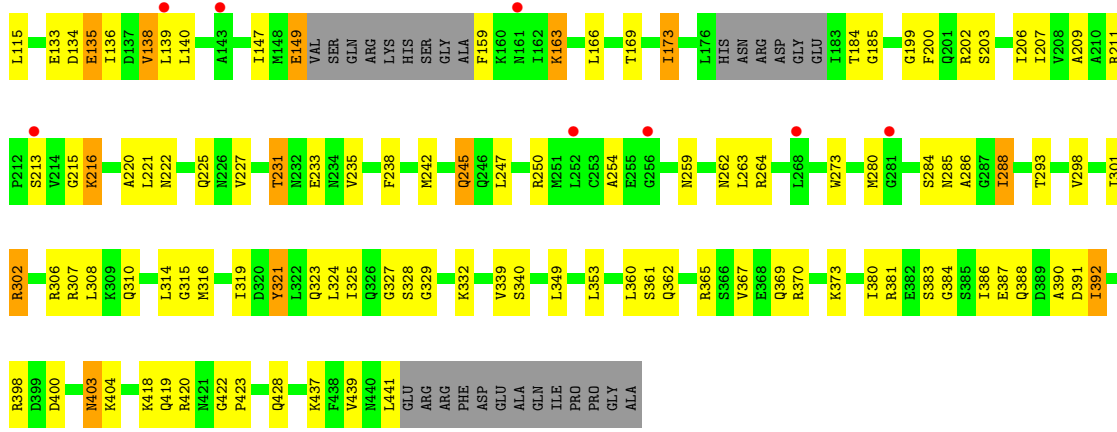 L115 E133 D134 E135 I136 D137 V138 L139 L140 A143 I147 M148 E149 VAL SER GLN ARG LYS HIS SER GLY ALA F159 K160 N161 I162 K163 L166 T169 I173 L176 HIS ASN ARG ASP GLY GLU I183 T184 G185 G199 F200 Q201 R202 S203 I206 I207 V208 A209 A210 R211
P212 S213 V214 G215 K216 A220 L221 N222 Q225 N226 V227 T231 N232 E233 N234 V235 F238 M242 Q245 Q246 L247 R250 M251 L252 C253 A254 E255 G256 N259 N262 L263 R264 L268 W273 M280 G281 S284 N285 A286 G287 I288 T293 V298 I301
R302 R306 R307 L308 K309 Q310 L314 G315 M316 I319 D320 Y321 L322 Q323 L324 I325 Q326 G327 S328 G329 K332 V339 S340 L349 L353 L360 S361 Q362 R365 S366 V367 E368 Q369 R370 K373 I380 R381 E382 S383 G384 S385 I386 E387 Q388 D389 A390 D391 I392
R398 D399 D400 N403 K404 K418 Q419 R420 N421 G422 P423 Q428 K437 F438 V439 N440 L441 GLU ARG ARG PHE ASP GLU ALA GLN ILE PRO PRO GLY ALA